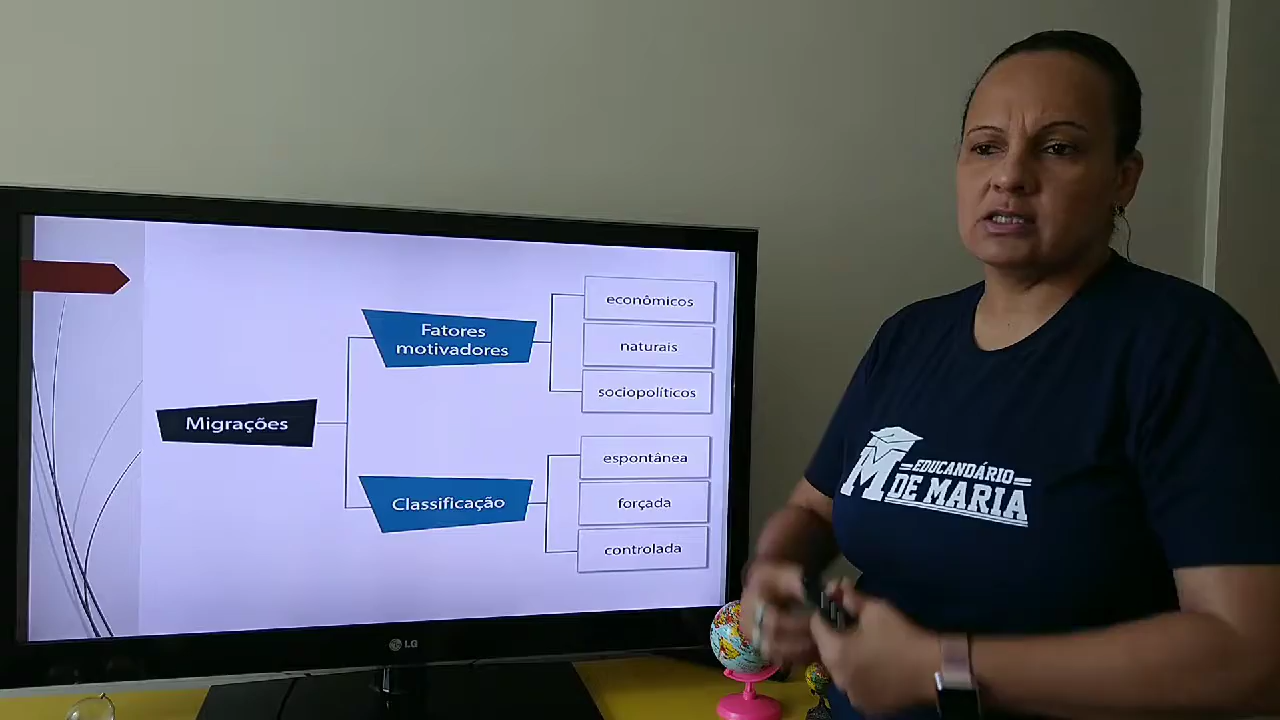 Migrações
Fatores
motivadores
econômicos
naturais
sociopolíticos
Classificação
espontânea
forçada
controlada
LG
M EDUCANDÁRIO
DE MARIA